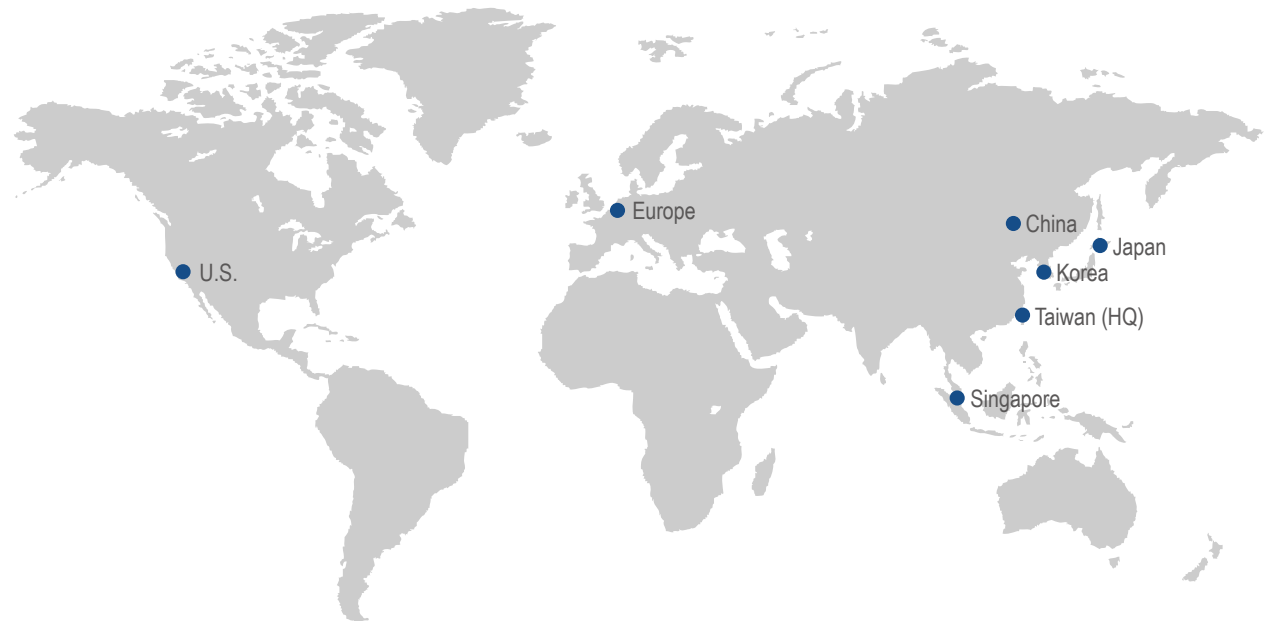 Europe
China
Japan
U.S.
Korea
Taiwan (HQ)
Singapore